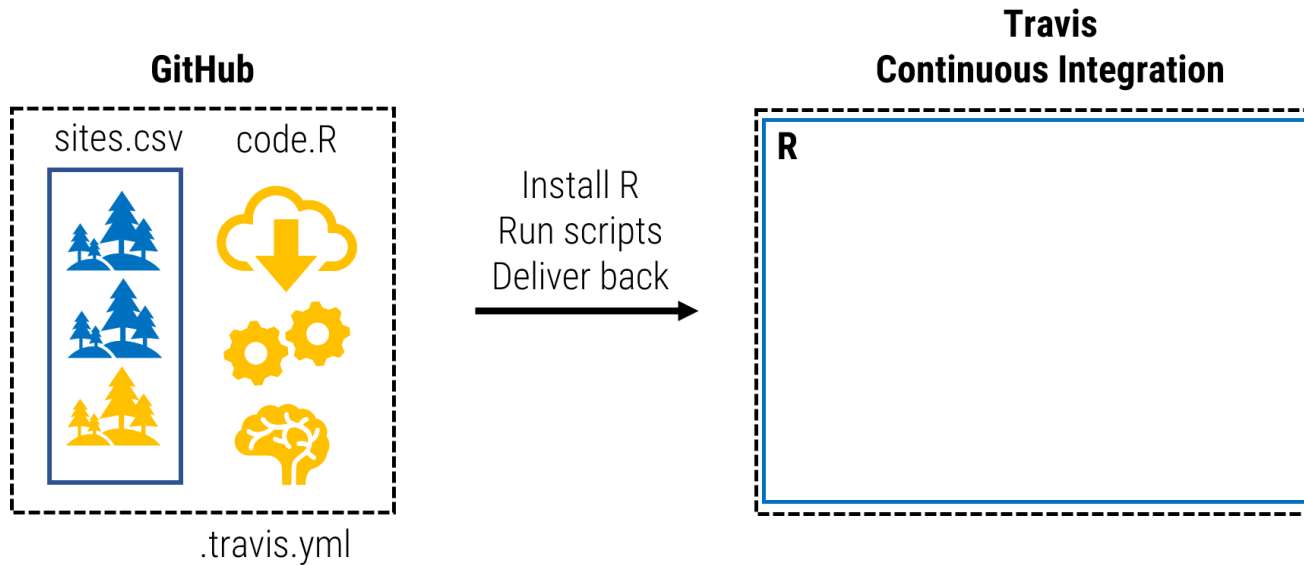 GitHub
sites.csv
code.R
.travis.yml
Install R
Run scripts
Deliver back
Travis
Continuous Integration
R